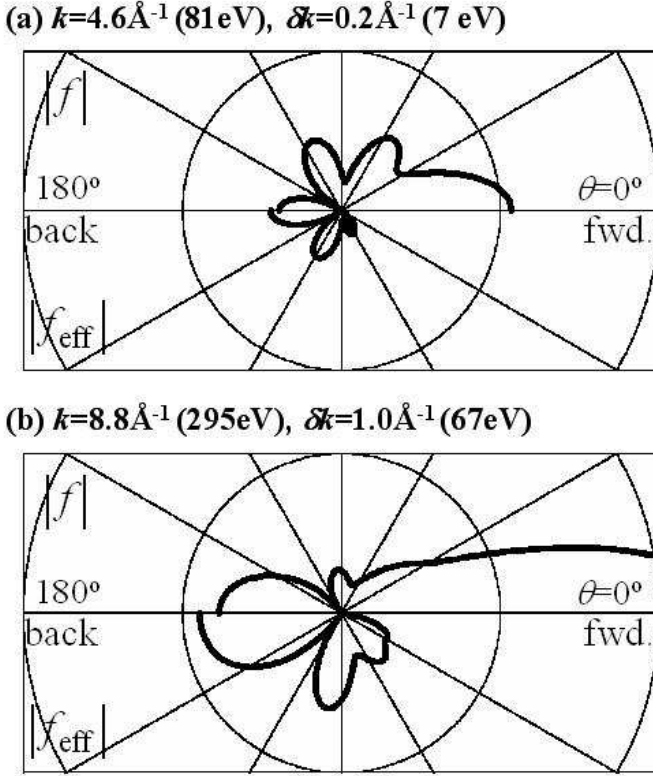 (a) k=4.6Å⁻¹ (81eV), δk=0.2Å⁻¹ (7 eV)
|f|
180º θ=0º
back fwd.
|f_eff|
(b) k=8.8Å⁻¹ (295eV), δk=1.0Å⁻¹ (67eV)
|f|
180º θ=0º
back fwd.
|f_eff|